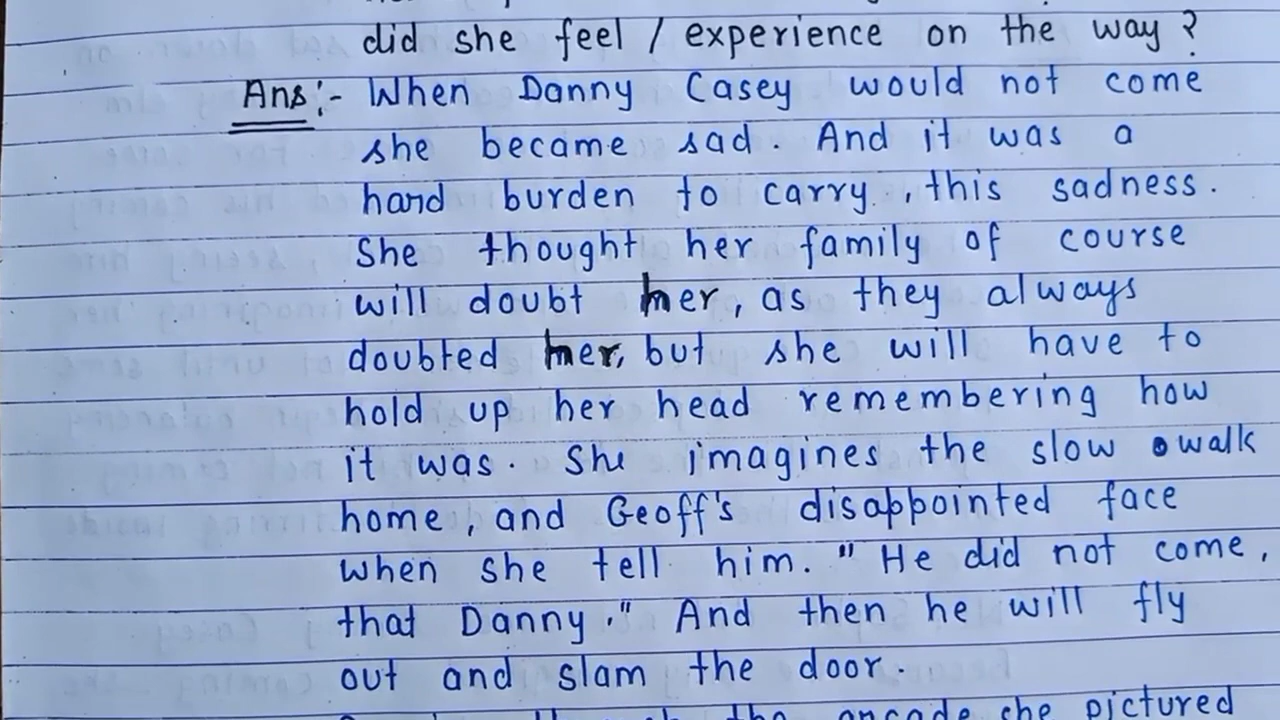 did she feel / experience on the way ?
Ans:- When Danny Casey would not come
she became sad. And it was a
hard burden to carry, this sadness.
She thought her family of course
will doubt her, as they always
doubted her, but she will have to
hold up her head remembering how
it was. She imagines the slow walk
home, and Geoff's disappointed face
when she tell him. "He did not come,
that Danny." And then he will fly
out and slam the door.
the arcade she pictured